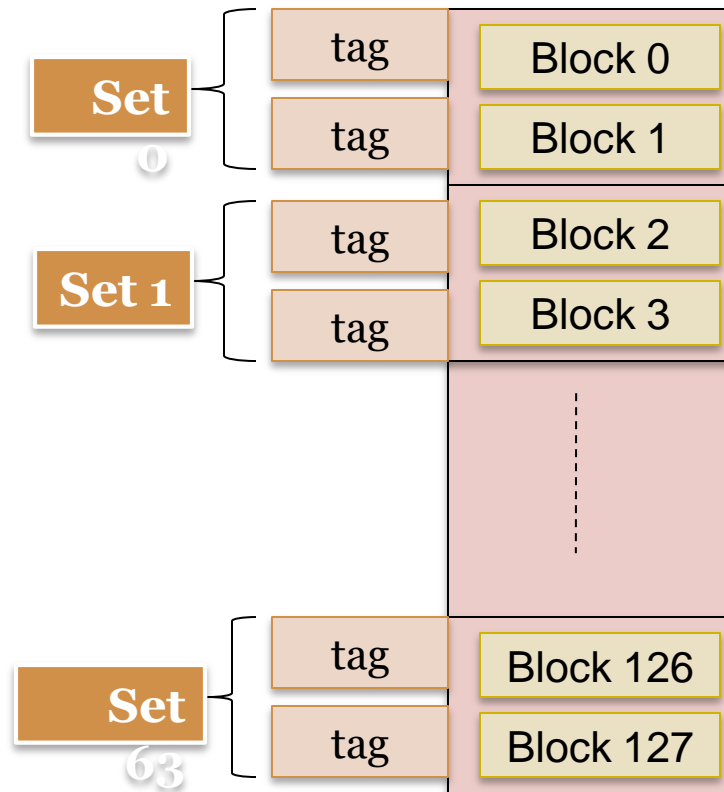 Set
0
tag
Block 0
tag
Block 1
Set 1
tag
Block 2
tag
Block 3
Set
63
tag
Block 126
tag
Block 127